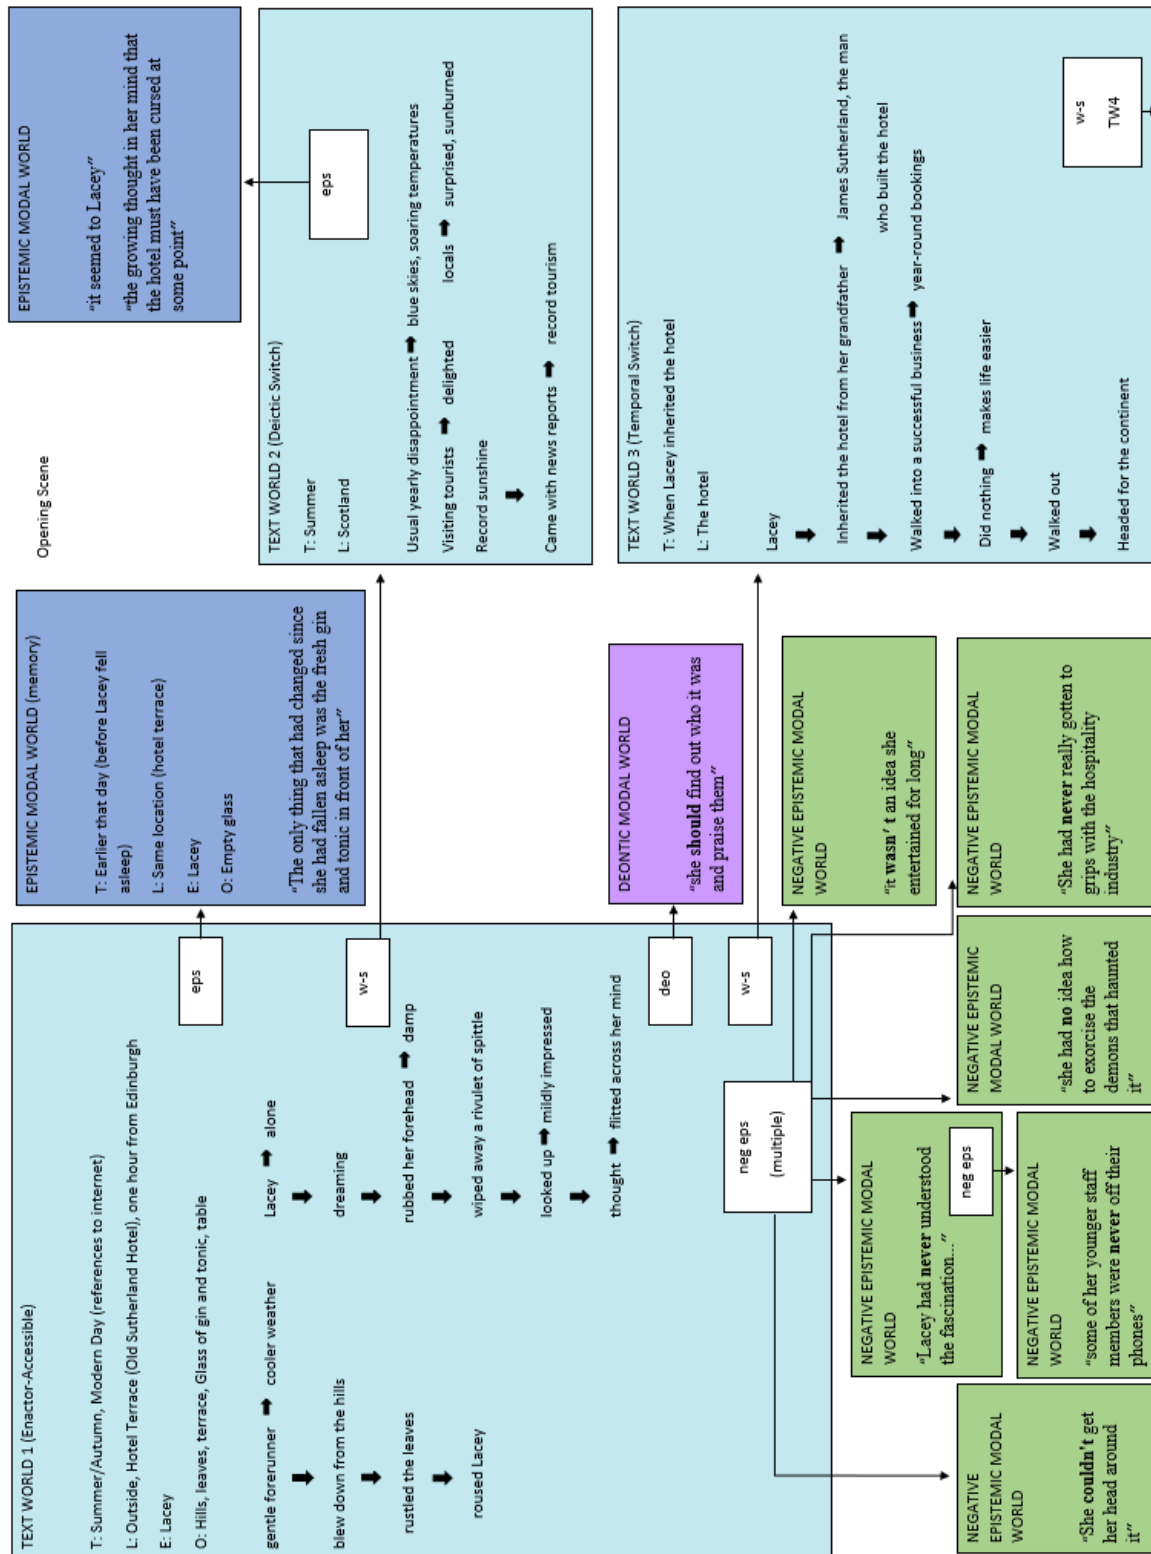 Opening Scene
TEXT WORLD 1 (Enactor-Accessible)
T: Summer/Autumn, Modern Day (references to internet)
L: Outside, Hotel Terrace (Old Sutherland Hotel), one hour from Edinburgh
E: Lacey
O: Hills, leaves, terrace, Glass of gin and tonic, table
gentle forerunner ➡ cooler weather
blew down from the hills
rustled the leaves
roused Lacey
Lacey ➡ alone
dreaming
rubbed her forehead ➡ damp
wiped away a rivulet of spittle
looked up ➡ mildly impressed
thought ➡ flitted across her mind
eps
w-s
deo
w-s
neg eps
(multiple)
EPISTEMIC MODAL WORLD (memory)
T: Earlier that day (before Lacey fell
asleep)
L: Same location (hotel terrace)
E: Lacey
O: Empty glass
“The only thing that had changed since
she had fallen asleep was the fresh gin
and tonic in front of her”
TEXT WORLD 2 (Deictic Switch)
T: Summer
L: Scotland
Usual yearly disappointment ➡ blue skies, soaring temperatures
Visiting tourists ➡ delighted
locals ➡ surprised, sunburned
Record sunshine
Came with news reports ➡ record tourism
eps
EPISTEMIC MODAL WORLD
“it seemed to Lacey”
“the growing thought in her mind that
the hotel must have been cursed at
some point”
DEONTIC MODAL WORLD
“she should find out who it was
and praise them”
TEXT WORLD 3 (Temporal Switch)
T: When Lacey inherited the hotel
L: The hotel
Lacey
Inherited the hotel from her grandfather ➡ James Sutherland, the man
who built the hotel
Walked into a successful business ➡ year-round bookings
Did nothing ➡ makes life easier
Walked out
Headed for the continent
w-s
TW4
NEGATIVE EPISTEMIC MODAL
WORLD
“it wasn’ t an idea she
entertained for long”
NEGATIVE EPISTEMIC MODAL
WORLD
“She had never really gotten to
grips with the hospitality
industry”
NEGATIVE EPISTEMIC
MODAL WORLD
“she had no idea how
to exorcise the
demons that haunted
it”
NEGATIVE EPISTEMIC MODAL
WORLD
“Lacey had never understood
the fascination...”
neg eps
NEGATIVE EPISTEMIC MODAL
WORLD
“some of her younger staff
members were never off their
phones”
NEGATIVE
EPISTEMIC MODAL
WORLD
“She couldn't get
her head around
it”